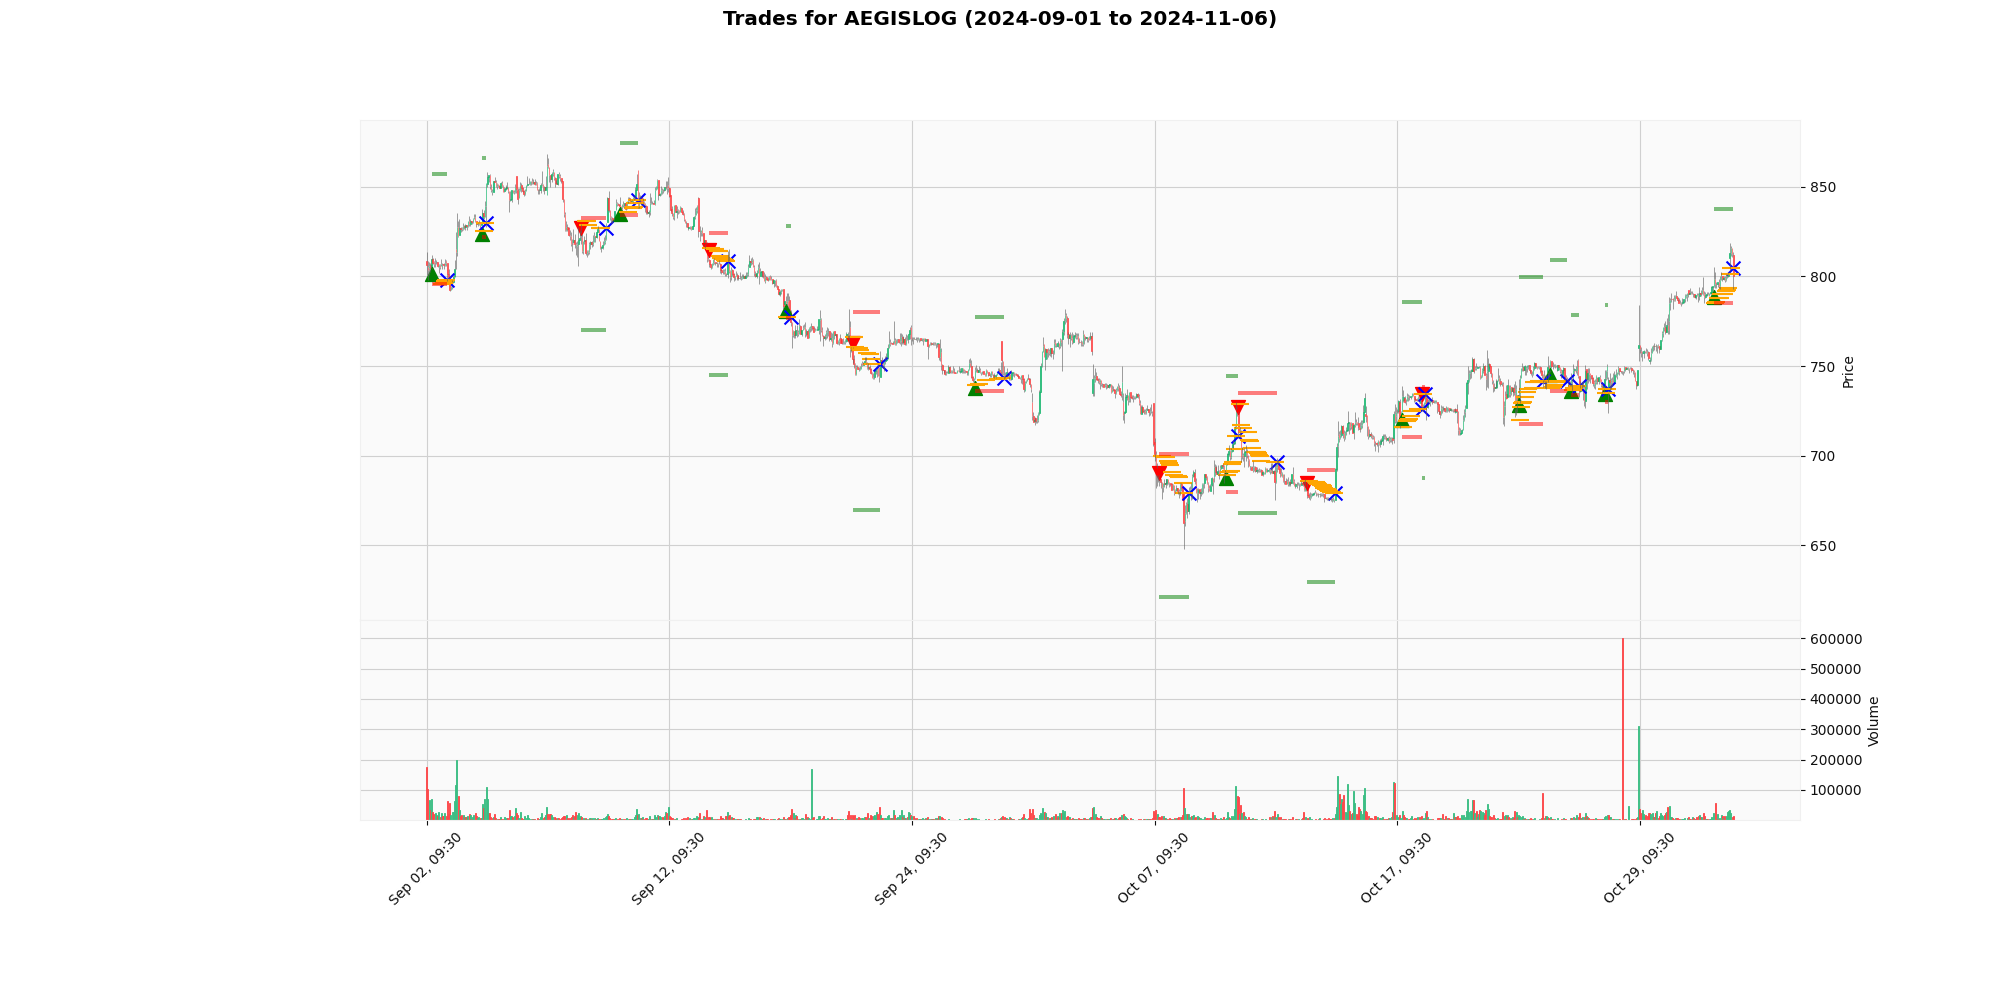 Trades for AEGISLOG (2024-09-01 to 2024-11-06)
850
800
750
700
650
Price
600000
500000
400000
300000
200000
100000
Volume
Sep 02, 09:30
Sep 12, 09:30
Sep 24, 09:30
Oct 07, 09:30
Oct 17, 09:30
Oct 29, 09:30